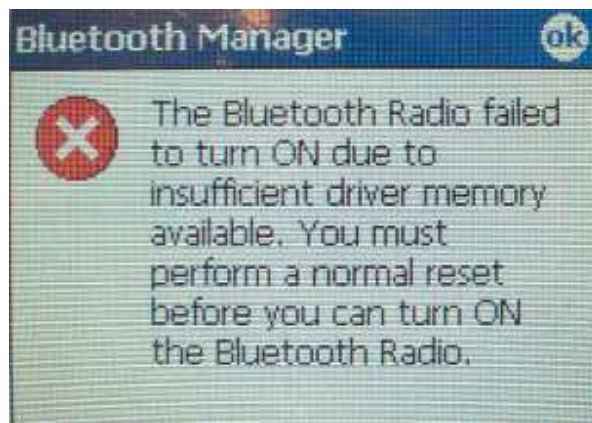 Bluetooth Manager ok
The Bluetooth Radio failed
to turn ON due to
insufficient driver memory
available. You must
perform a normal reset
before you can turn ON
the Bluetooth Radio.